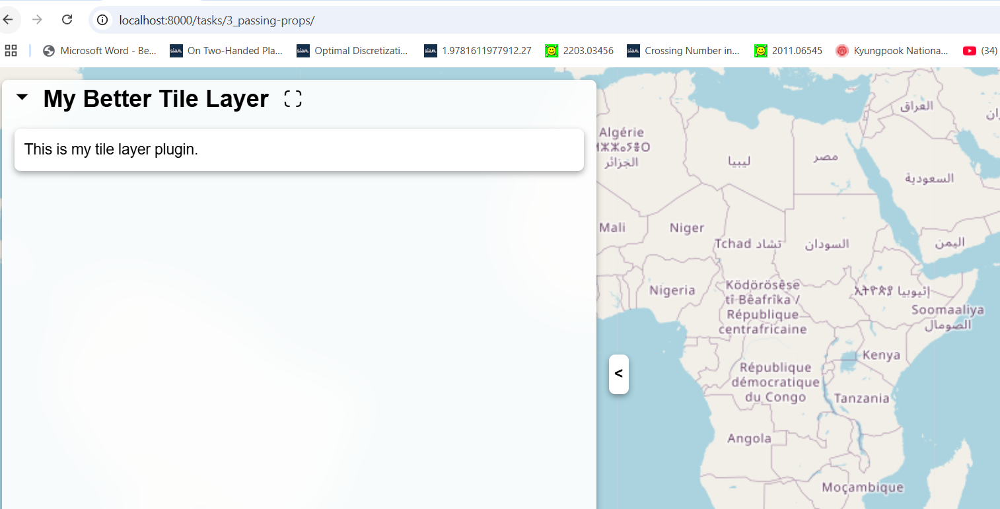 localhost:8000/tasks/3_passing-props/
Microsoft Word - Be...
On Two-Handed Pla...
Optimal Discretizati...
1.9781611977912.27
2203.03456
Crossing Number in...
2011.06545
Kyungpook Nationa...
(34)
My Better Tile Layer
This is my tile layer plugin.
<
العراق
Algérie
الجزائر
ليبيا
مصر
السعودية
Mali
Niger
Tchad تشاد
السودان
اليمن
Nigeria
Ködörösêse
tî Bêafrîka /
République
centrafricaine
ኢትዮጵያ إثيوبيا
Soomaaliya
الصومال
Kenya
République
démocratique
du Congo
Tanzania
Angola
Moçambique